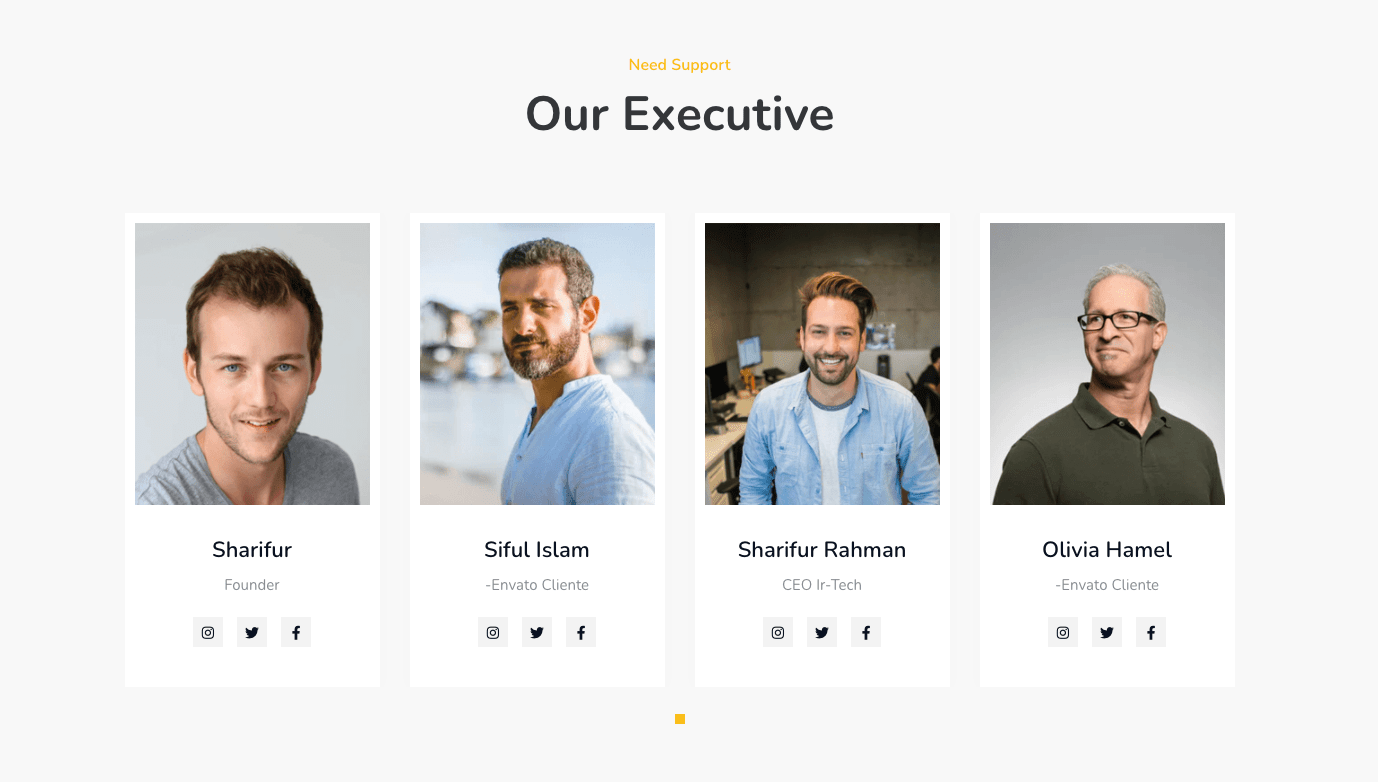 Need Support
Our Executive
Sharifur
Founder
Siful Islam
-Envato Cliente
Sharifur Rahman
CEO Ir-Tech
Olivia Hamel
-Envato Cliente